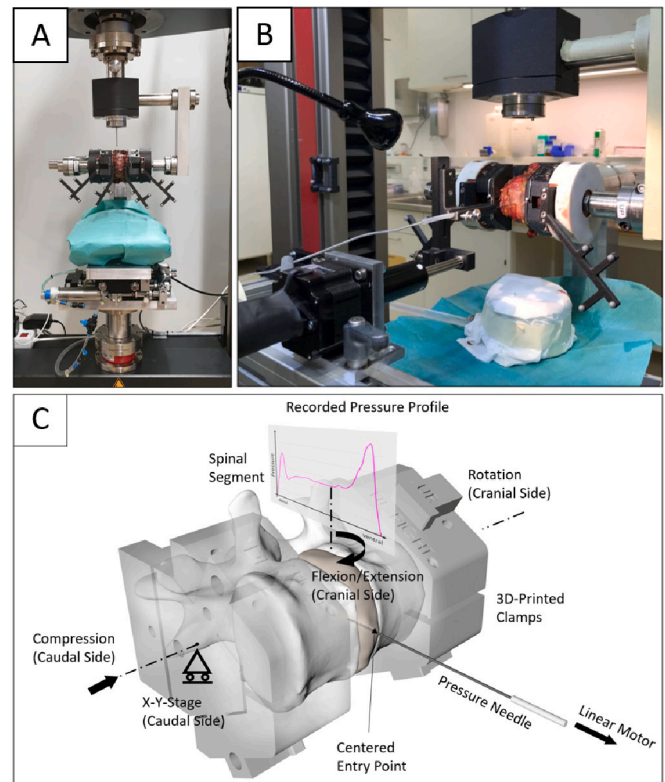 A
B
C
Recorded Pressure Profile
Spinal
Segment
Rotation
(Cranial Side)
ventral
Flexion/Extension
(Cranial Side)
3D-Printed
Clamps
Compression
(Caudal Side)
X-Y-Stage
(Caudal Side)
Pressure Needle
Linear Motor
Centered
Entry Point